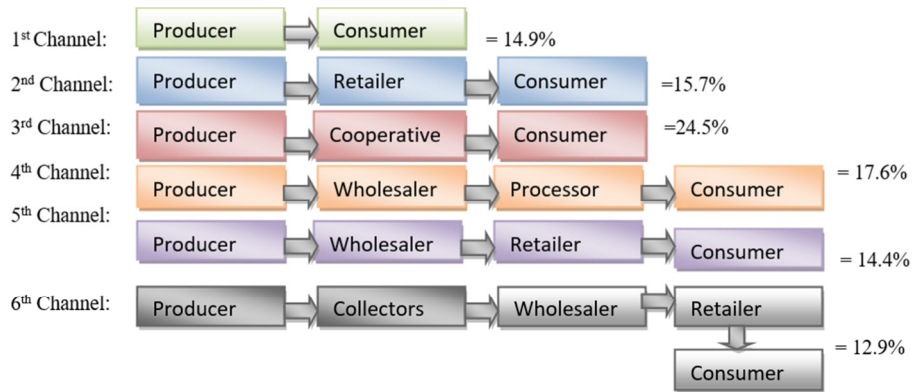 1st Channel: Producer Consumer = 14.9%
2nd Channel: Producer Retailer Consumer =15.7%
3rd Channel: Producer Cooperative Consumer =24.5%
4th Channel: Producer Wholesaler Processor Consumer = 17.6%
5th Channel: Producer Wholesaler Retailer Consumer = 14.4%
6th Channel: Producer Collectors Wholesaler Retailer
Consumer = 12.9%